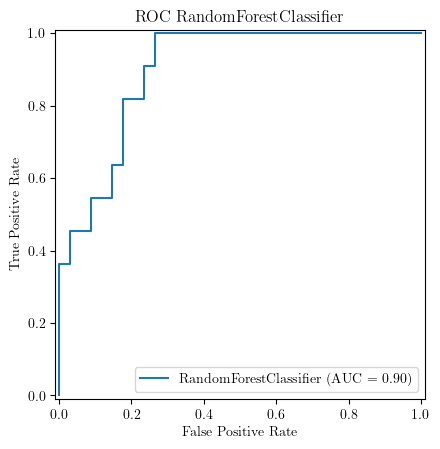 ROC RandomForestClassifier
1.0
0.8
0.6
0.4
0.2
0.0
True Positive Rate
RandomForestClassifier (AUC = 0.90)
0.0 0.2 0.4 0.6 0.8 1.0
False Positive Rate